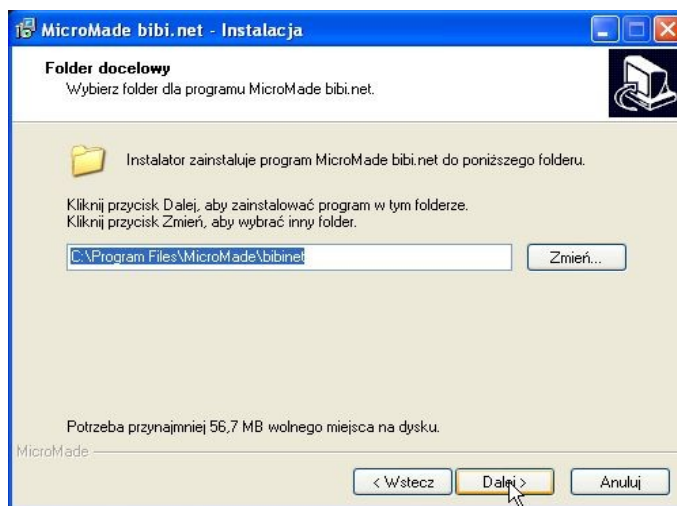 MicroMade bibi.net - Instalacja
Folder docelowy
Wybierz folder dla programu MicroMade bibi.net.
Instalator zainstaluje program MicroMade bibi.net do poniższego folderu.
Kliknij przycisk Dalej, aby zainstalować program w tym folderze.
Kliknij przycisk Zmień, aby wybrać inny folder.
C:\Program Files\MicroMade\bibinet
Zmień...
Potrzeba przynajmniej 56,7 MB wolnego miejsca na dysku.
MicroMade
< Wstecz
Dalej >
Anuluj